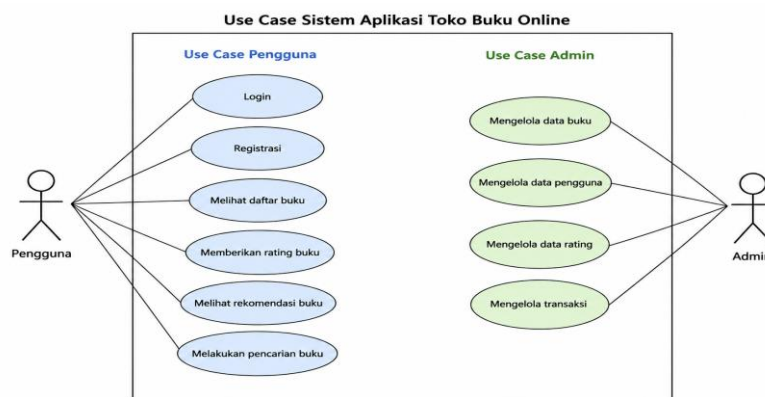 Use Case Sistem Aplikasi Toko Buku Online
Use Case Pengguna
Use Case Admin
Login
Registrasi
Melihat daftar buku
Memberikan rating buku
Melihat rekomendasi buku
Melakukan pencarian buku
Mengelola data buku
Mengelola data pengguna
Mengelola data rating
Mengelola transaksi
Pengguna
Admin